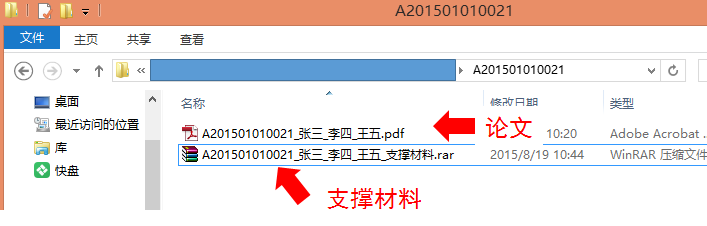 A201501010021
文件 主页 共享 查看
« A201501010021
桌面
最近访问的位置
库
快盘
名称 修改日期 类型
A201501010021_张三_李四_王五.pdf 10:20 Adobe Acrobat
论文
A201501010021_张三_李四_王五_支撑材料.rar 2015/8/19 10:44 WinRAR 压缩文件
支撑材料